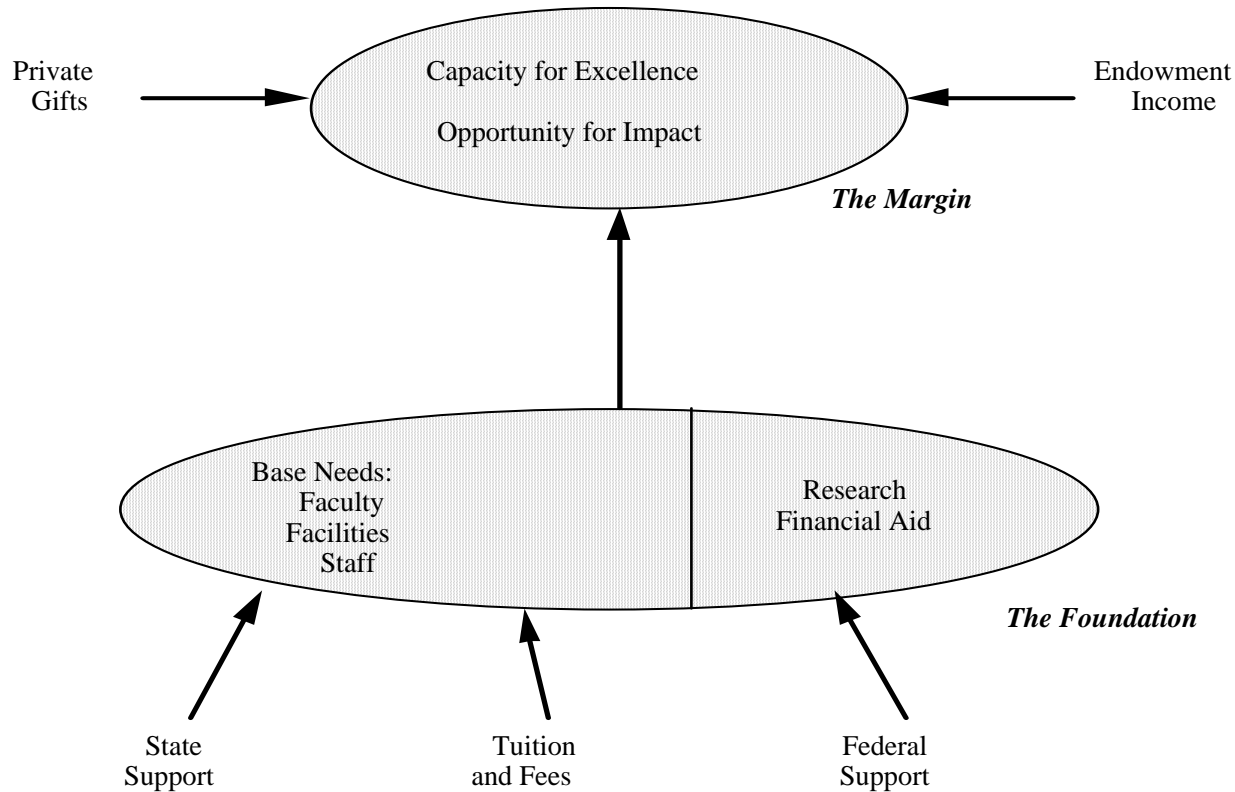 Private
Gifts
Capacity for Excellence
Opportunity for Impact
Endowment
Income
The Margin
Base Needs:
Faculty
Facilities
Staff
Research
Financial Aid
The Foundation
State
Support
Tuition
and Fees
Federal
Support